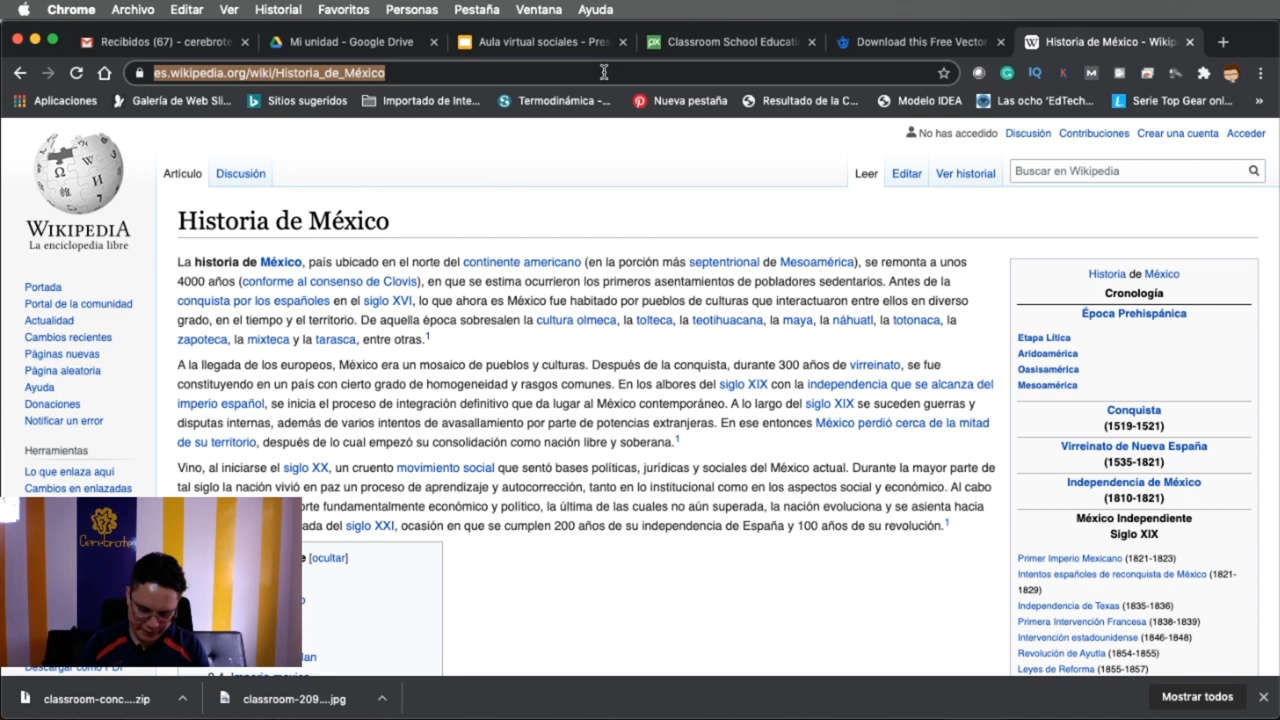 Chrome Archivo Editar Ver Historial Favoritos Personas Pestaña Ventana Ayuda
Recibidos (67) - cerebrote Mi unidad - Google Drive Aula virtual sociales - Pres Classroom School Educati Download this Free Vector Historia de México - Wikip
es.wikipedia.org/wiki/Historia_de_México
Aplicaciones Galería de Web Sli... Sitios sugeridos Importado de Inte... Termodinámica -... Nueva pestaña Resultado de la C... Modelo IDEA Las ocho 'EdTech... Serie Top Gear onl... »
No ha accedido Discusión Contribuciones Crear una cuenta Acceder
Artículo Discusión Leer Editar Ver historial Buscar en Wikipedia
WIKIPEDIA
La enciclopedia libre
Portada
Portal de la comunidad
Actualidad
Cambios recientes
Páginas nuevas
Página aleatoria
Ayuda
Donaciones
Notificar un error
Herramientas
Lo que enlaza aquí
Cambios en enlazadas
Descargar como PDF
Historia de México
La historia de México, país ubicado en el norte del continente americano (en la porción más septentrional de Mesoamérica), se remonta a unos
4000 años (conforme al consenso de Clovis), en que se estima ocurrieron los primeros asentamientos de pobladores sedentarios. Antes de la
conquista por los españoles en el siglo XVI, lo que ahora es México fue habitado por pueblos de culturas que interactuaron entre ellos en diverso
grado, en el tiempo y el territorio. De aquella época sobresalen la cultura olmeca, la tolteca, la teotihuacana, la maya, la náhuatl, la totonaca, la
zapoteca, la mixteca y la tarasca, entre otras.1
A la llegada de los europeos, México era un mosaico de pueblos y culturas. Después de la conquista, durante 300 años de virreinato, se fue
constituyendo en un país con cierto grado de homogeneidad y rasgos comunes. En los albores del siglo XIX con la independencia que se alcanza del
imperio español, se inicia el proceso de integración definitivo que da lugar al México contemporáneo. A lo largo del siglo XIX se suceden guerras y
disputas internas, además de varios intentos de avasallamiento por parte de potencias extranjeras. En ese entonces México perdió cerca de la mitad
de su territorio, después de lo cual empezó su consolidación como nación libre y soberana.1
Vino, al iniciarse el siglo XX, un cruento movimiento social que sentó bases políticas, jurídicas y sociales del México actual. Durante la mayor parte de
tal siglo la nación vivió en paz un proceso de aprendizaje y autocorrección, tanto en lo institucional como en los aspectos social y económico. Al cabo
orte fundamentalmente económico y político, la última de las cuales no aún superada, la nación evoluciona y se asienta hacia
ada del siglo XXI, ocasión en que se cumplen 200 años de su independencia de España y 100 años de su revolución.1
[ocultar]
Imperio mexica
Historia de México
Cronología
Época Prehispánica
Etapa Lítica
Aridoamérica
Oasisamérica
Mesoamérica
Conquista
(1519-1521)
Virreinato de Nueva España
(1535-1821)
Independencia de México
(1810-1821)
México Independiente
Siglo XIX
Primer Imperio Mexicano (1821-1823)
Intentos españoles de reconquista de México (1821-
1829)
Independencia de Texas (1835-1836)
Primera Intervención Francesa (1838-1839)
Intervención estadounidense (1846-1848)
Revolución de Ayutla (1854-1855)
Leyes de Reforma (1855-1857)
Cerebrote
classroom-conc....zip classroom-209....jpg Mostrar todos